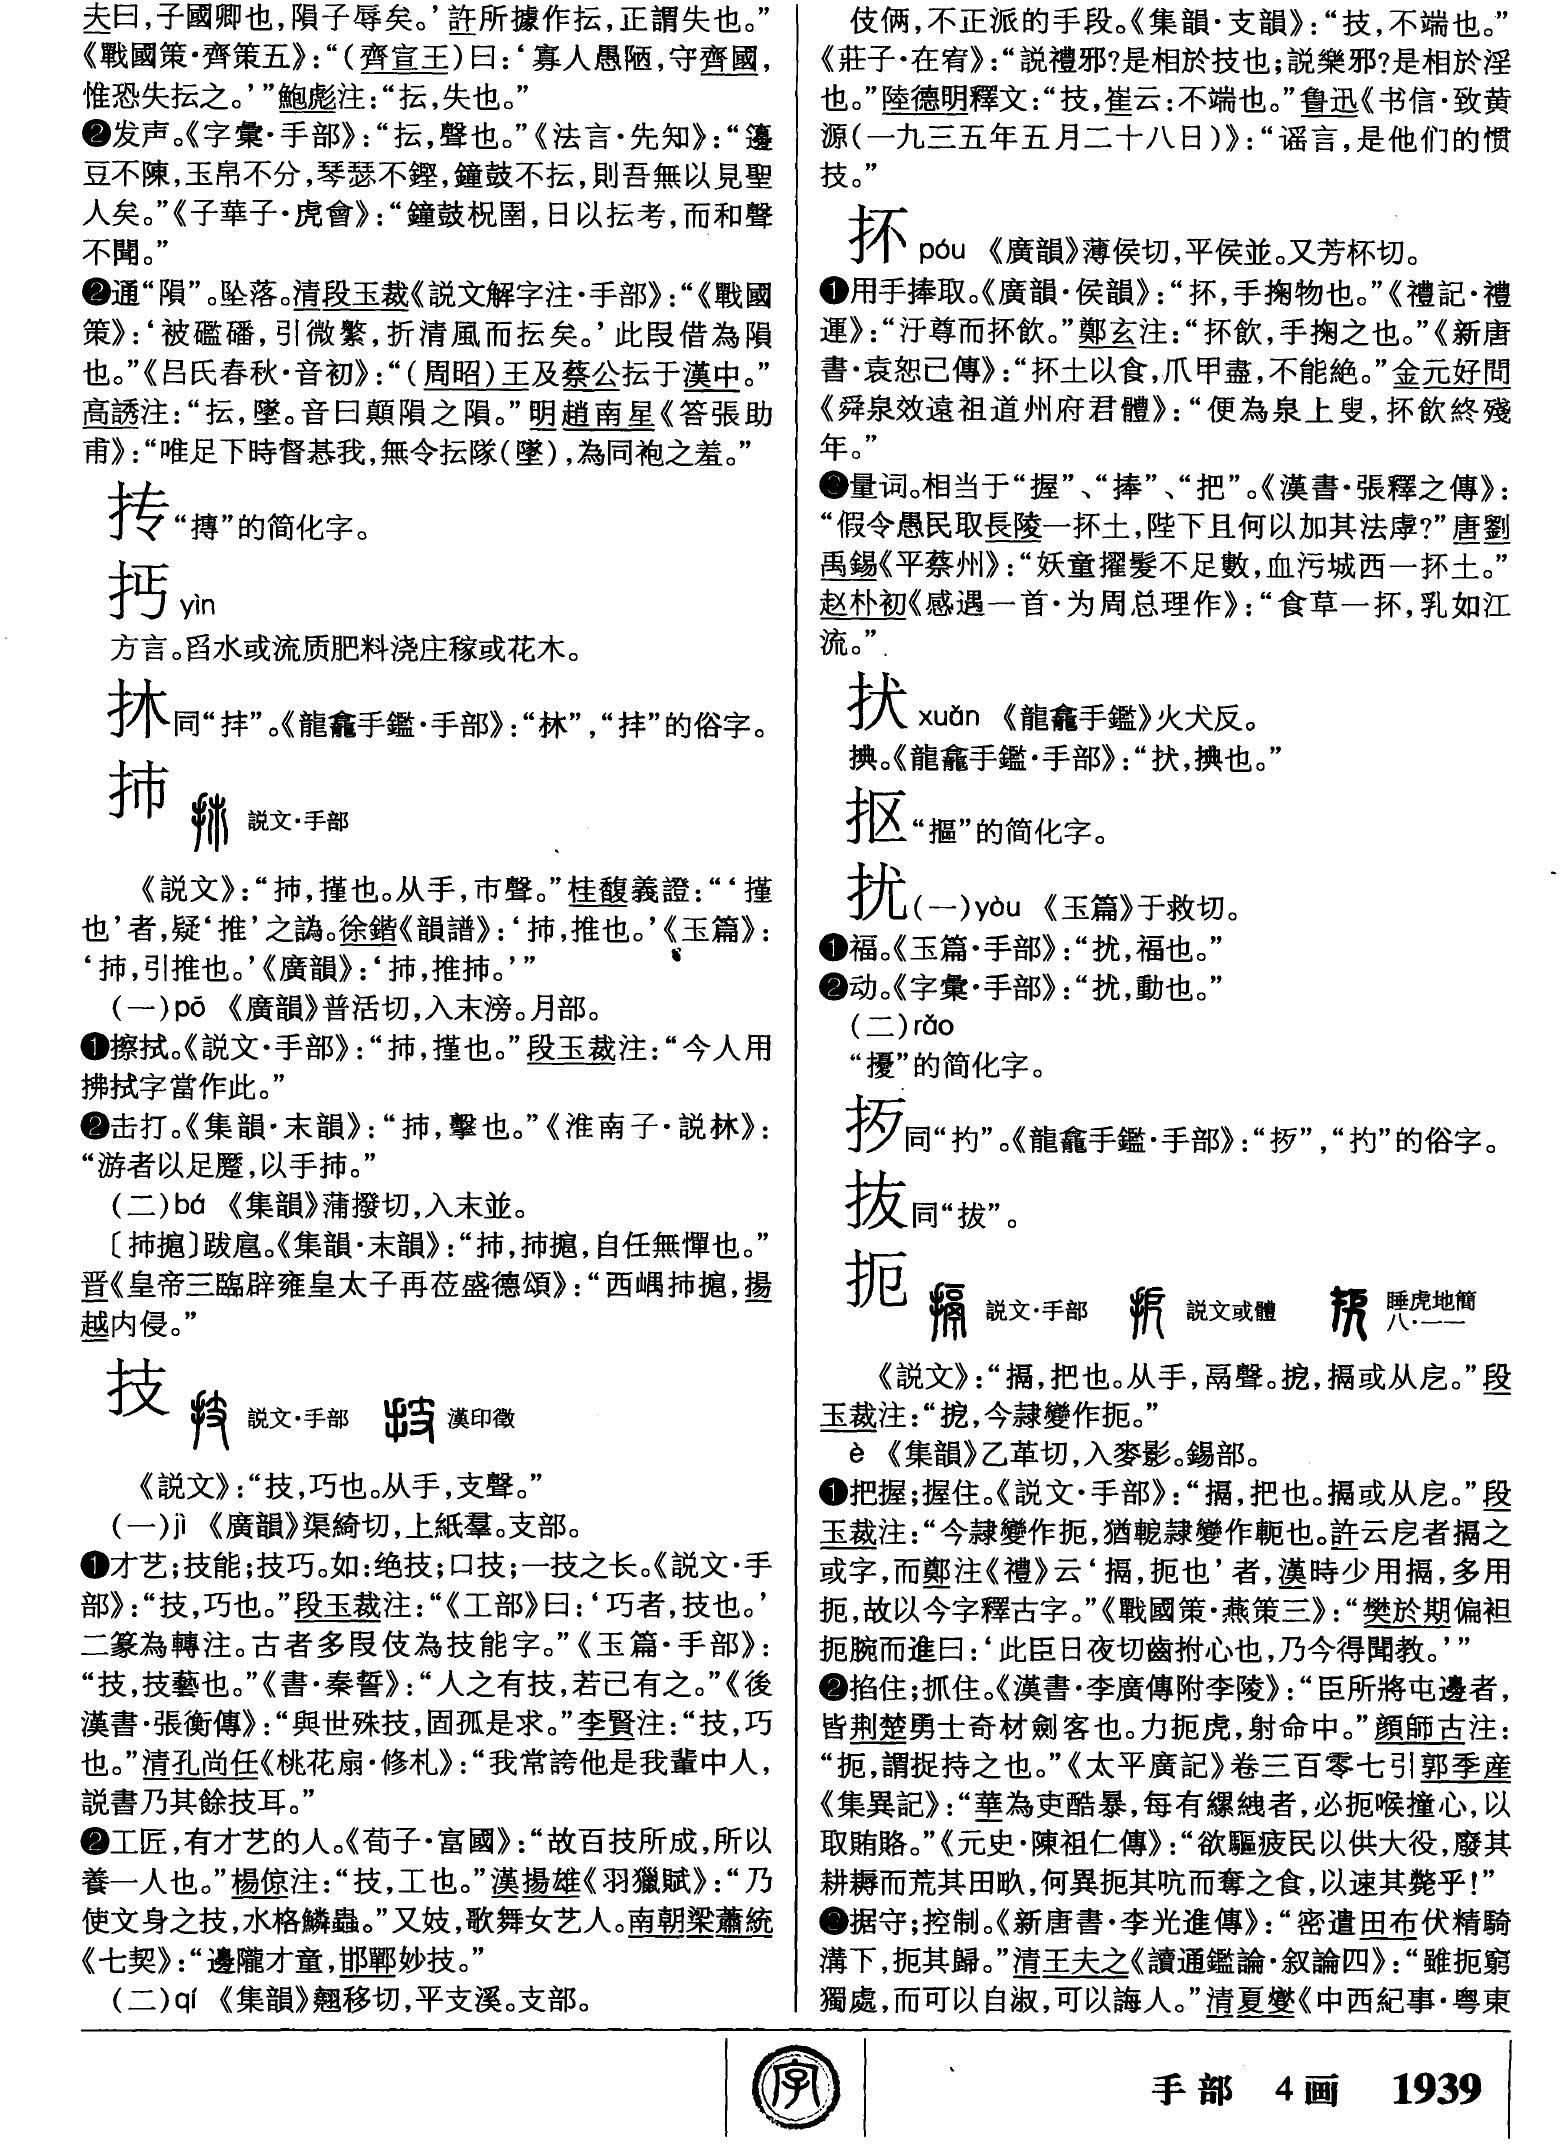 夫曰，子國卿也，隕子辱矣。’許所據作抎，正謂失也。”
《戰國策·齊策五》：“（齊宣王）曰：‘寡人愚陋，守齊國，
惟恐失抎之。’”鮑彪注：“抎，失也。”
❷发声。《字彙·手部》：“抎，聲也。”《法言·先知》：“籩
豆不陳，玉帛不分，琴瑟不鏗，鐘鼓不抎，則吾無以見聖
人矣。”《子華子·虎會》：“鐘鼓柷圉，日以抎考，而和聲
不聞。”
❷通“隕”。坠落。清段玉裁《説文解字注·手部》：“《戰國
策》：‘被礛磻，引微繁，折清風而抎矣。’此叚借為隕
也。”《吕氏春秋·音初》：“（周昭）王及蔡公抎于漢中。”
高誘注：“抎，墜。音曰顛隕之隕。”明趙南星《答張助
甫》：“唯足下時督惎我，無令抎隊（墜），為同袍之羞。”
抟“摶”的简化字。
yìn
方言。舀水或流质肥料浇庄稼或花木。
同“拝”。《龍龕手鑑·手部》：“林”，“拝”的俗字。
抪 説文·手部
《説文》：“抪，撞也。从手，巿聲。”桂馥義證：“‘撞
也’者，疑‘推’之譌。徐鍇《韻譜》：‘抪，推也。’《玉篇》：
‘抪，引推也。’《廣韻》：‘抪，推抪。’”
（一）pō 《廣韻》普活切，入末滂。月部。
❶擦拭。《説文·手部》：“抪，撞也。”段玉裁注：“今人用
拂拭字當作此。”
❷击打。《集韻·末韻》：“抪，擊也。”《淮南子·説林》：
“游者以足蹷，以手抪。”
（二）bá 《集韻》蒲撥切，入末並。
〔抪摝〕跋扈。《集韻·末韻》：“抪，抪摝，自任無憚也。”
晋《皇帝三臨辟雍皇太子再莅盛德頌》：“西嵎抪摝，揚
越内侵。”
技 説文·手部 漢印徵
《説文》：“技，巧也。从手，支聲。”
（一）jì 《廣韻》渠綺切，上紙羣。支部。
❶才艺；技能；技巧。如：绝技；口技；一技之长。《説文·手
部》：“技，巧也。”段玉裁注：“《工部》曰：‘巧者，技也。’
二篆為轉注。古者多叚伎為技能字。”《玉篇·手部》：
“技，技藝也。”《書·秦誓》：“人之有技，若己有之。”《後
漢書·張衡傳》：“與世殊技，固孤是求。”李賢注：“技，巧
也。”清孔尚任《桃花扇·修札》：“我常誇他是我輩中人，
説書乃其餘技耳。”
❷工匠，有才艺的人。《荀子·富國》：“故百技所成，所以
養一人也。”楊倞注：“技，工也。”漢揚雄《羽獵賦》：“乃
使文身之技，水格鱗蟲。”又妓，歌舞女艺人。南朝梁蕭統
《七契》：“邊隴才童，邯鄲妙技。”
（二）qí 《集韻》翹移切，平支溪。支部。
伎俩，不正派的手段。《集韻·支韻》：“技，不端也。”
《莊子·在宥》：“説禮邪？是相於技也；説樂邪？是相於淫
也。”陸德明釋文：“技，崔云：不端也。”鲁迅《书信·致黄
源（一九三五年五月二十八日）》：“谣言，是他们的惯
技。”
抔 póu 《廣韻》薄侯切，平侯並。又芳杯切。
❶用手捧取。《廣韻·侯韻》：“抔，手掬物也。”《禮記·禮
運》：“汙尊而抔飲。”鄭玄注：“抔飲，手掬之也。”《新唐
書·袁恕己傳》：“抔土以食，爪甲盡，不能絶。”金元好問
《舜泉效遠祖道州府君體》：“便為泉上叟，抔飲終殘
年。”
❸量词。相当于“握”、“捧”、“把”。《漢書·張釋之傳》：
“假令愚民取長陵一抔土，陛下且何以加其法虖？”唐劉
禹錫《平蔡州》：“妖童擢髮不足數，血污城西一抔土。”
赵朴初《感遇一首·为周总理作》：“食草一抔，乳如江
流。”
㧋 xuǎn 《龍龕手鑑》火犬反。
㨏。《龍龕手鑑·手部》：“㧋，㨏也。”
抠“摳”的简化字。
扰（一）yòu 《玉篇》于救切。
❶福。《玉篇·手部》：“扰，福也。”
❷动。《字彙·手部》：“扰，動也。”
（二）rǎo
“擾”的简化字。
同“扚”。《龍龕手鑑·手部》：“”，“扚”的俗字。
抜同“拔”。
扼 説文·手部 説文或體 睡虎地簡八·一一
《説文》：“搹，把也。从手，鬲聲。㧖，搹或从戹。”段
玉裁注：“㧖，今隸變作扼。”
è 《集韻》乙革切，入麥影。錫部。
❶把握；握住。《説文·手部》：“搹，把也。搹或从戹。”段
玉裁注：“今隸變作扼，猶軶隸變作軛也。許云戹者搹之
或字，而鄭注《禮》云‘搹，扼也’者，漢時少用搹，多用
扼，故以今字釋古字。”《戰國策·燕策三》：“樊於期偏袒
扼腕而進曰：‘此臣日夜切齒拊心也，乃今得聞教。’”
❷掐住；抓住。《漢書·李廣傳附李陵》：“臣所將屯邊者，
皆荆楚勇士奇材劍客也。力扼虎，射命中。”顔師古注：
“扼，謂捉持之也。”《太平廣記》卷三百零七引郭季産
《集異記》：“華為吏酷暴，每有縲絏者，必扼喉撞心，以
取賄賂。”《元史·陳祖仁傳》：“欲驅疲民以供大役，廢其
耕耨而荒其田畝，何異扼其吭而奪之食，以速其斃乎！”
❸据守；控制。《新唐書·李光進傳》：“密遣田布伏精騎
溝下，扼其歸。”清王夫之《讀通鑑論·叙論四》：“雖扼窮
獨處，而可以自淑，可以誨人。”清夏燮《中西紀事·粤東
字
手部 4画 1939